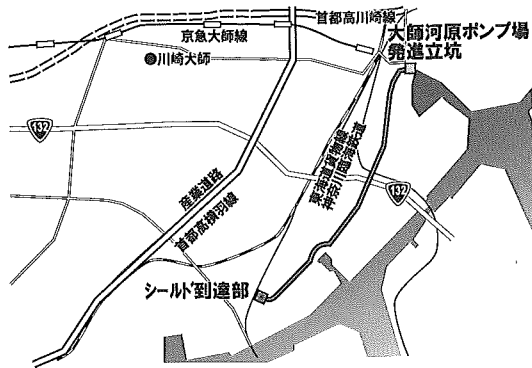 首都高川崎線
京急大師線
大師河原ポンプ場
発進立坑
川崎大師
132
産業道路
首都高横羽線
東海道貨物線
神奈川臨海鉄道
132
シールド到達部